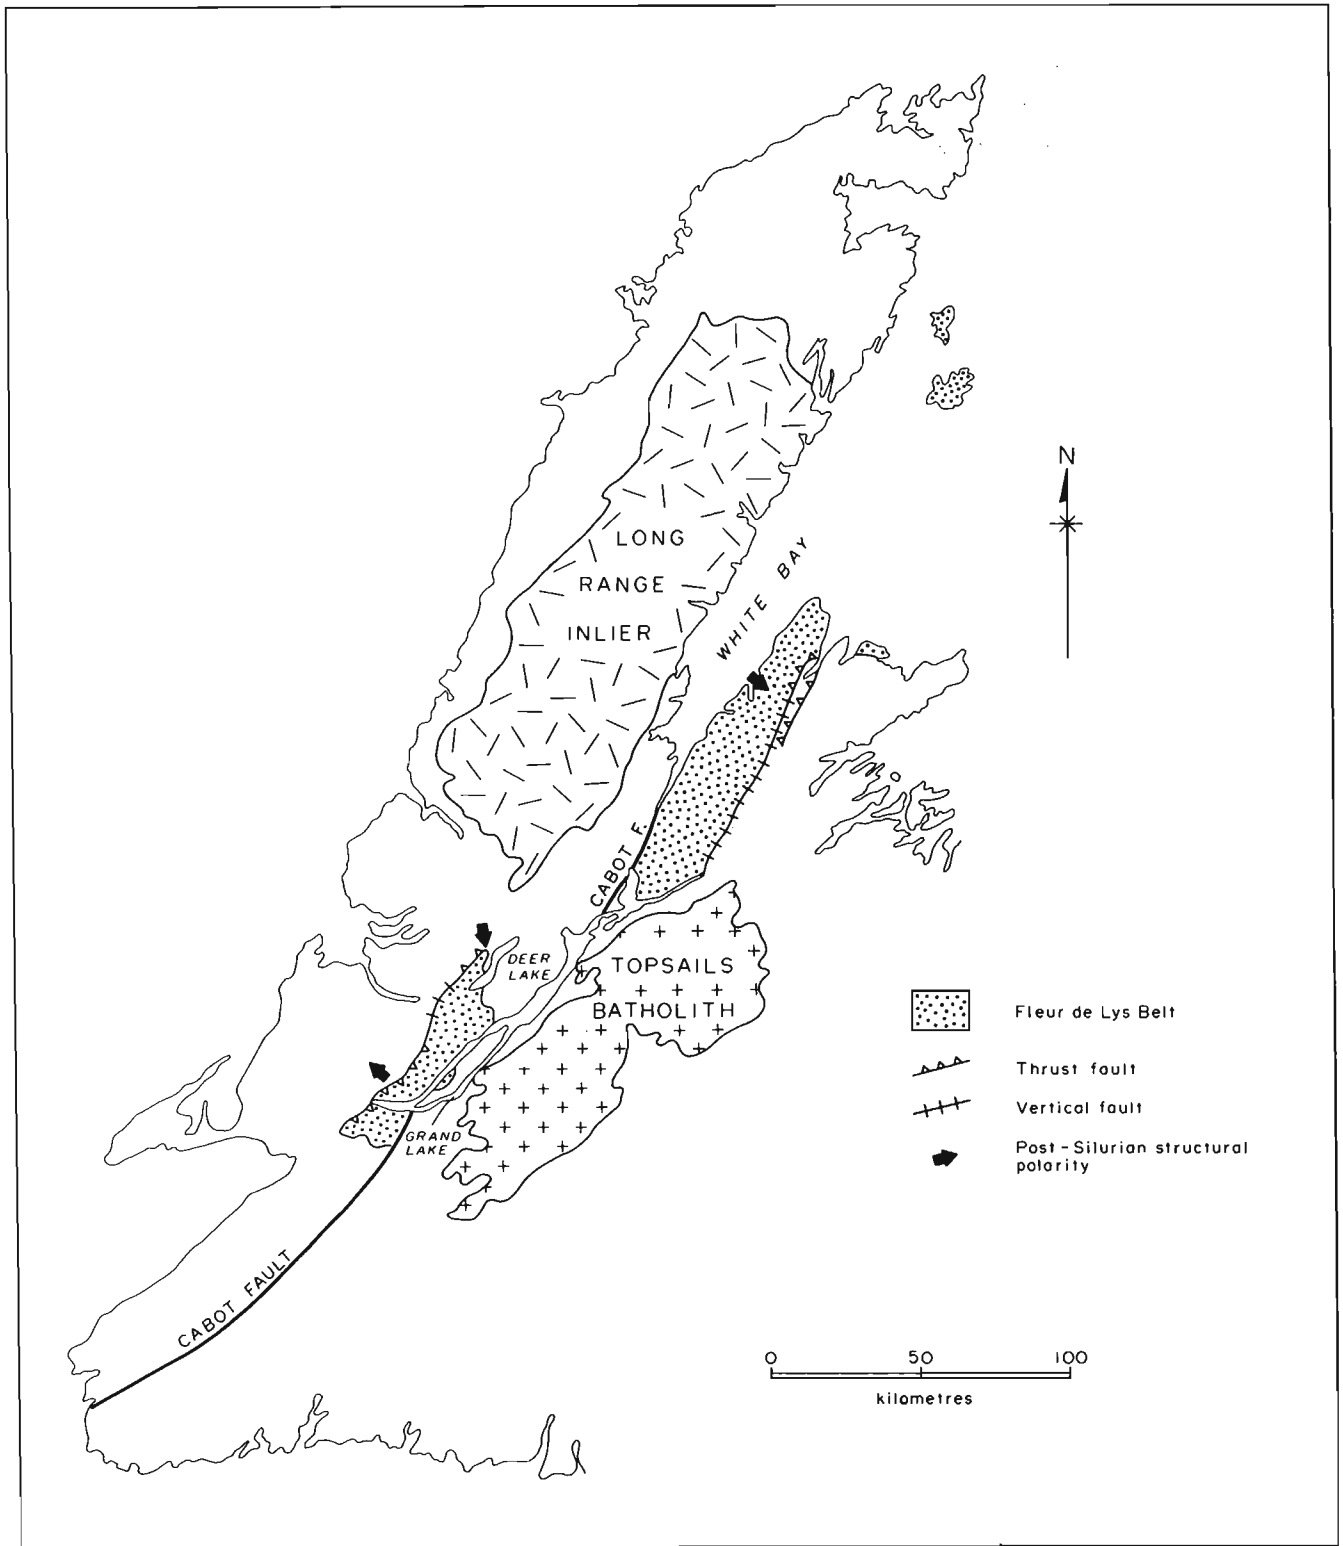 N
LONG
RANGE
INLIER
WHITE BAY
CABOT F.
DEER
LAKE
TOPSAILS
BATHOLITH
GRAND
LAKE
CABOT FAULT
Fleur de Lys Belt
Thrust fault
Vertical fault
Post-Silurian structural
polarity
0 50 100
kilometres